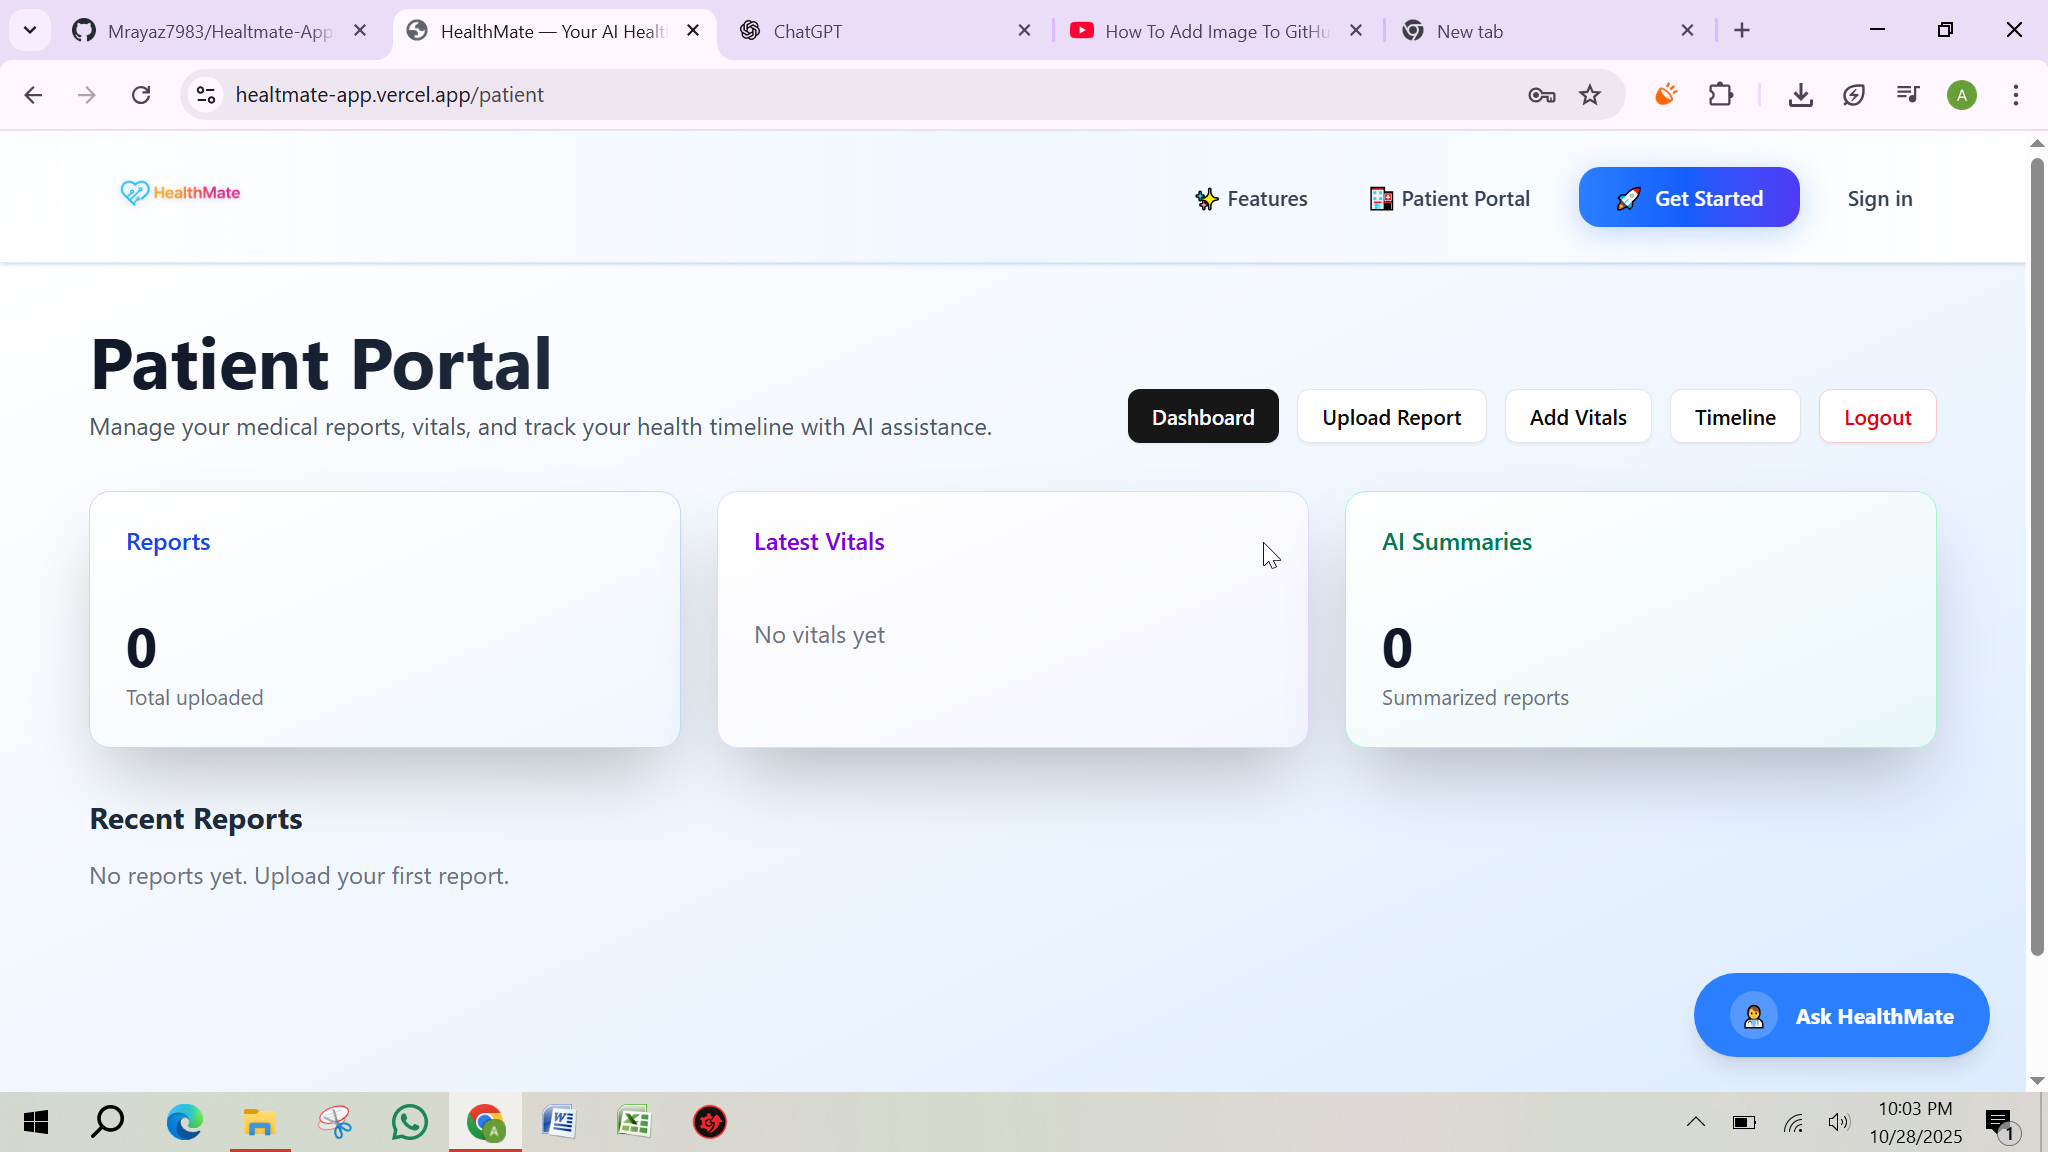 Mrayaz7983/Healtmate-App
HealthMate — Your AI Healt
ChatGPT
How To Add Image To GitHu
New tab
healtmate-app.vercel.app/patient
A
HealthMate
Features
Patient Portal
Get Started
Sign in
Patient Portal
Manage your medical reports, vitals, and track your health timeline with AI assistance.
Dashboard
Upload Report
Add Vitals
Timeline
Logout
Reports
0
Total uploaded
Latest Vitals
No vitals yet
AI Summaries
0
Summarized reports
Recent Reports
No reports yet. Upload your first report.
Ask HealthMate
A
10:03 PM
10/28/2025
1